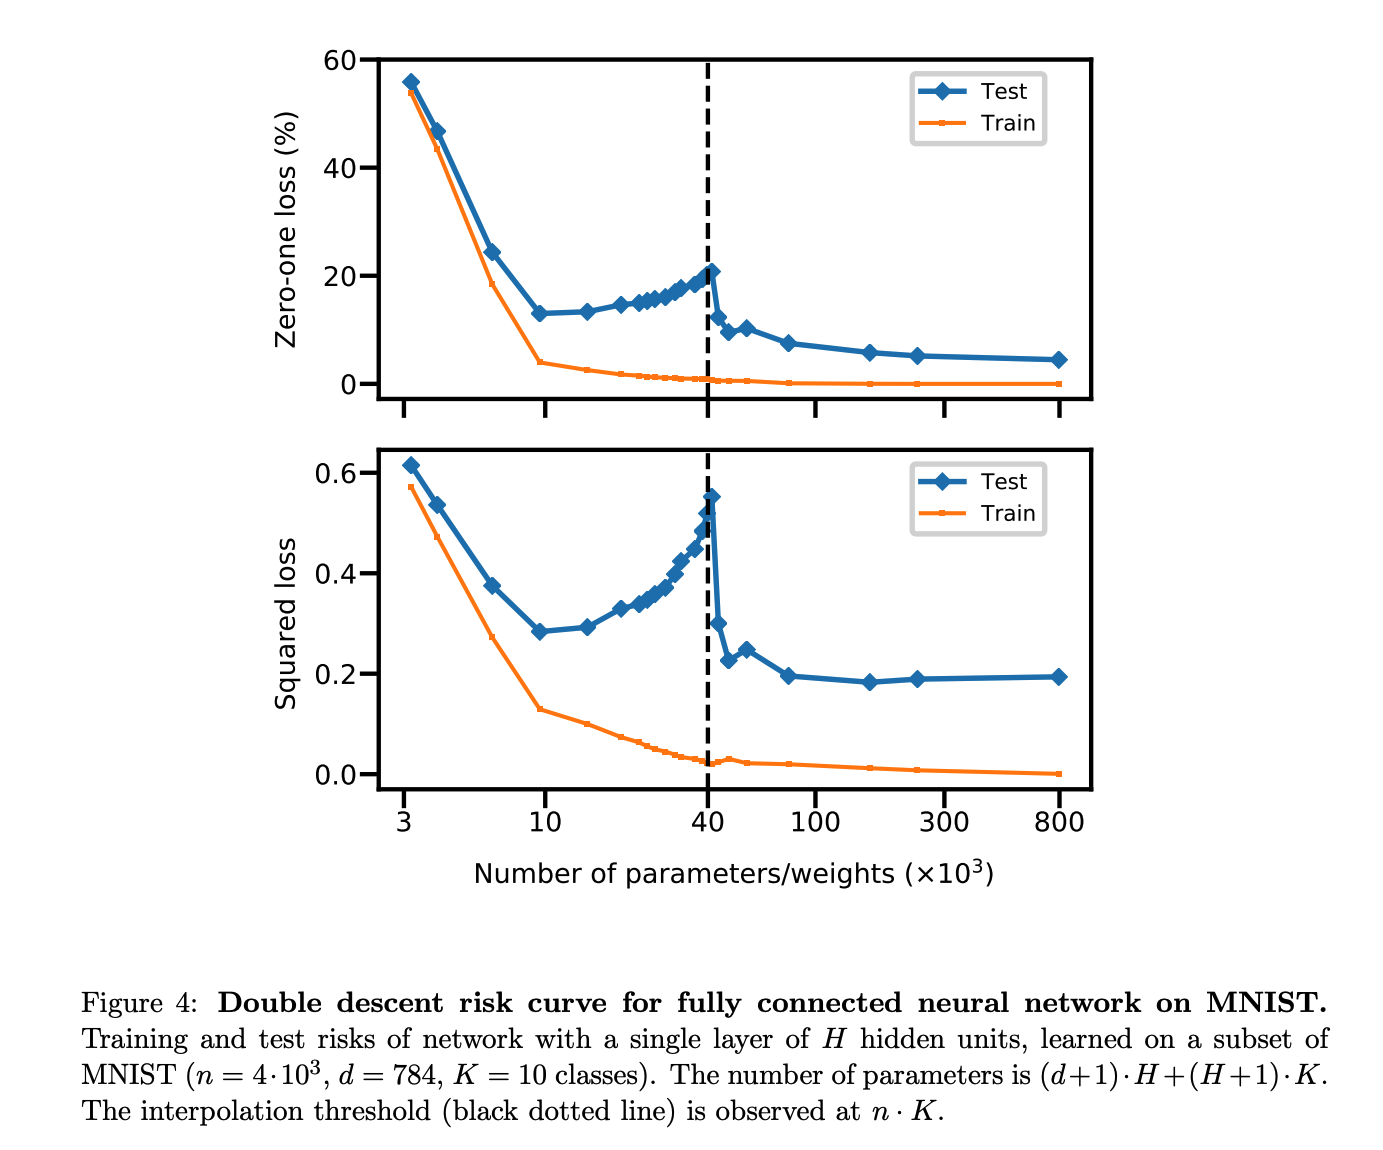 60
40
20
0
Zero-one loss (%)
Test
Train
0.6
0.4
0.2
0.0
Squared loss
Test
Train
3 10 40 100 300 800
Number of parameters/weights (×10³)
Figure 4: Double descent risk curve for fully connected neural network on MNIST.
Training and test risks of network with a single layer of H hidden units, learned on a subset of
MNIST (n = 4·10³, d = 784, K = 10 classes). The number of parameters is (d+1)·H+(H+1)·K.
The interpolation threshold (black dotted line) is observed at n · K.